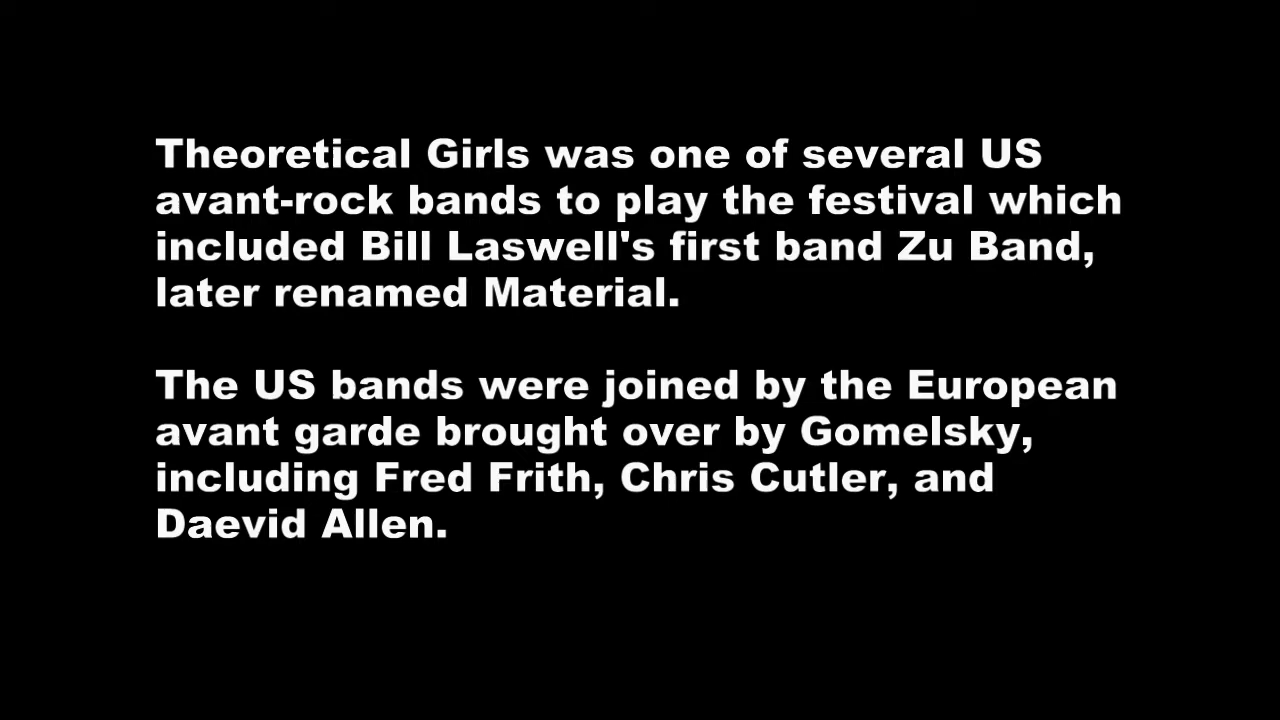 Theoretical Girls was one of several US
avant-rock bands to play the festival which
included Bill Laswell's first band Zu Band,
later renamed Material.
The US bands were joined by the European
avant garde brought over by Gomelsky,
including Fred Frith, Chris Cutler, and
Daevid Allen.